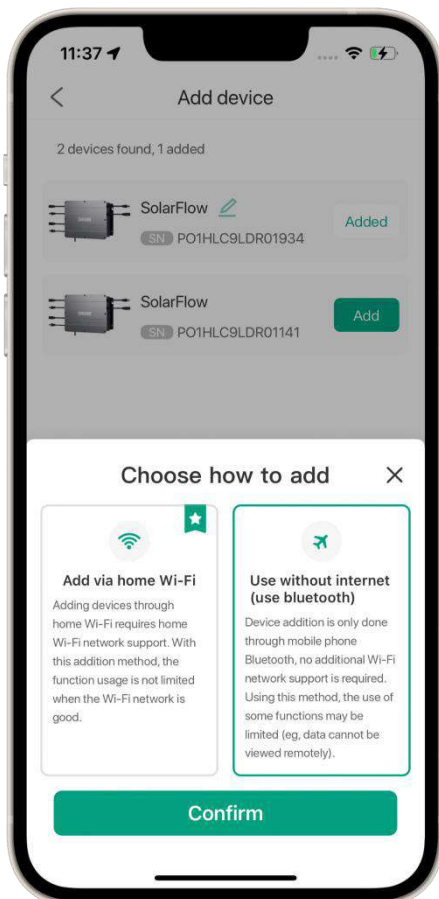 11:37
Add device
2 devices found, 1 added
SolarFlow
SN PO1HLC9LDR01934
Added
SolarFlow
SN PO1HLC9LDR01141
Add
Choose how to add
Add via home Wi-Fi
Adding devices through
home Wi-Fi requires home
Wi-Fi network support. With
this addition method, the
function usage is not limited
when the Wi-Fi network is
good.
Use without internet
(use bluetooth)
Device addition is only done
through mobile phone
Bluetooth, no additional Wi-Fi
network support is required.
Using this method, the use of
some functions may be
limited (eg, data cannot be
viewed remotely).
Confirm